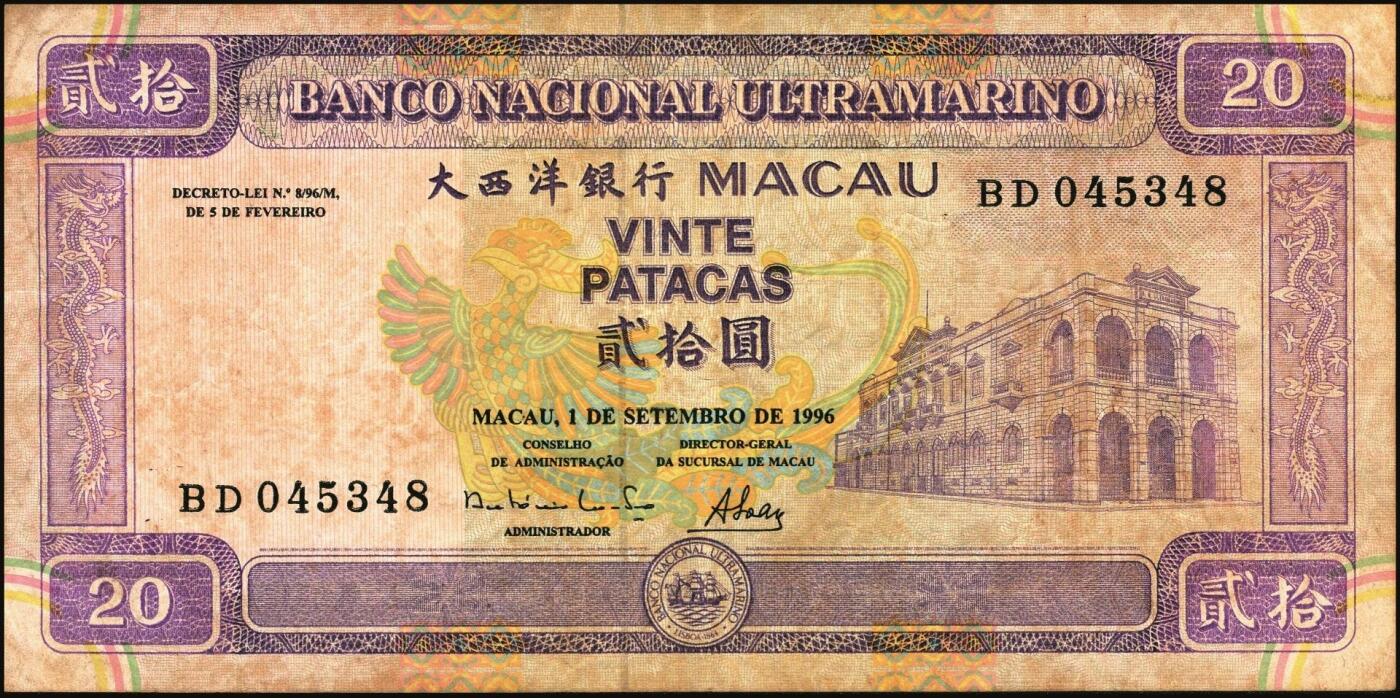 貳拾
BANCO NACIONAL ULTRAMARINO
20
DECRETO-LEI N.º 8/96/M,
DE 5 DE FEVEREIRO
大西洋銀行 MACAU
BD 045348
VINTE
PATACAS
貳拾圓
MACAU, 1 DE SETEMBRO DE 1996
CONSELHO
DE ADMINISTRAÇÃO
DIRECTOR-GERAL
DA SUCURSAL DE MACAU
BD 045348
ADMINISTRADOR
20
BANCO NACIONAL ULTRAMARINO
LISBOA-1864
貳拾